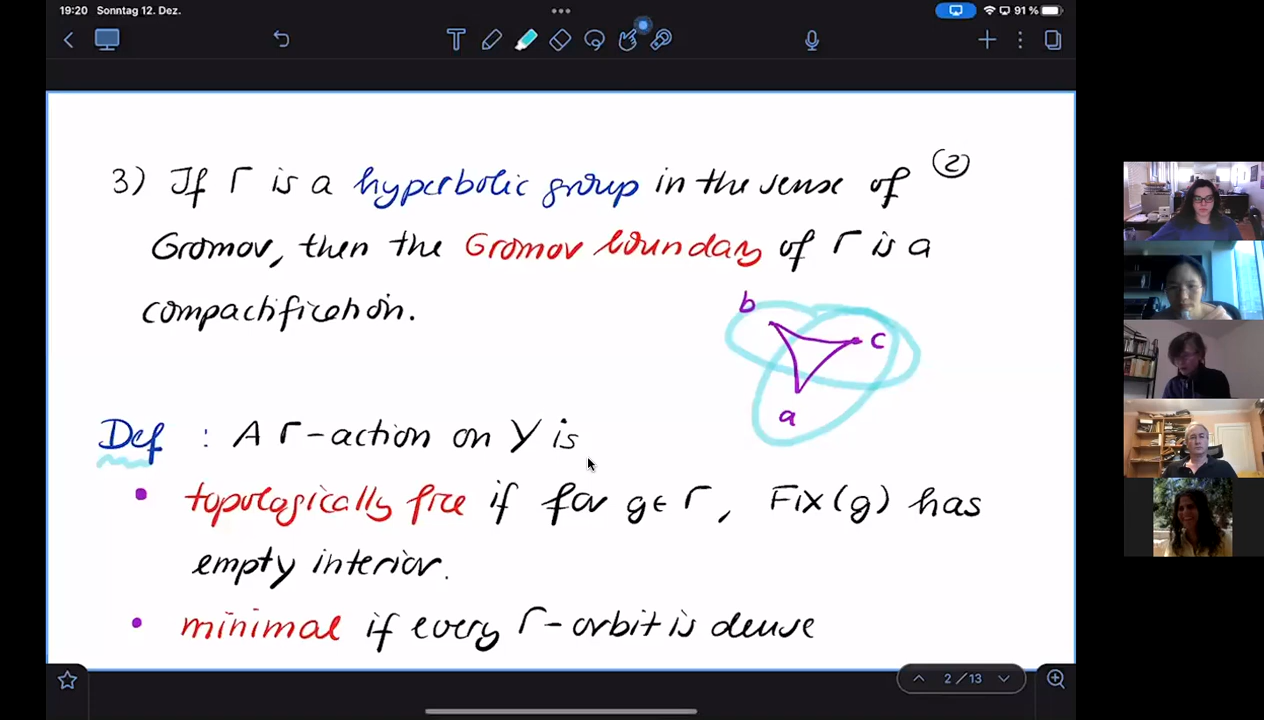 19:20 Sonntag 12. Dez.
91 %
(2)
3) If Γ is a hyperbolic group in the sense of
Gromov, then the Gromov boundary of Γ is a
compactification.
b
c
a
Def : A Γ-action on Y is
• topologically free if for g ∈ Γ, Fix(g) has
empty interior.
• minimal if every Γ-orbit is dense
2 / 13